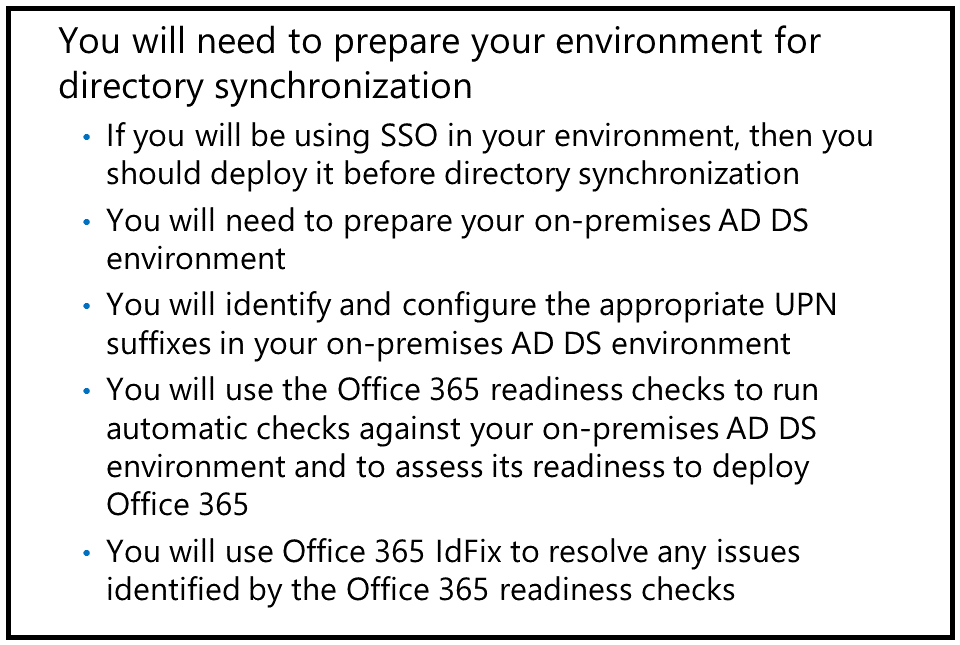 You will need to prepare your environment for
directory synchronization
• If you will be using SSO in your environment, then you
should deploy it before directory synchronization
• You will need to prepare your on-premises AD DS
environment
• You will identify and configure the appropriate UPN
suffixes in your on-premises AD DS environment
• You will use the Office 365 readiness checks to run
automatic checks against your on-premises AD DS
environment and to assess its readiness to deploy
Office 365
• You will use Office 365 IdFix to resolve any issues
identified by the Office 365 readiness checks